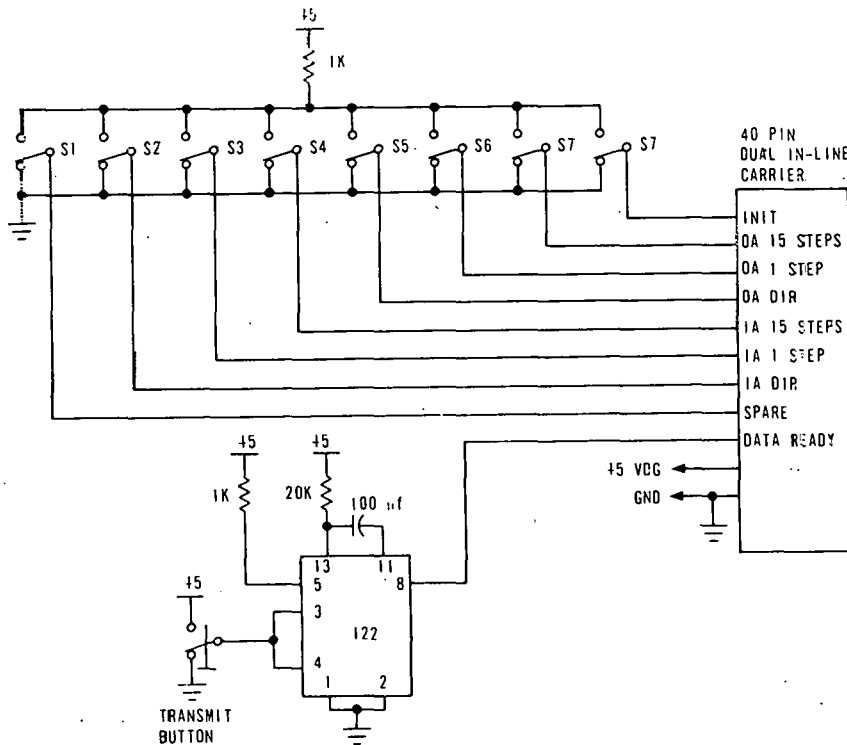 +5
1K
S1 S2 S3 S4 S5 S6 S7 S7
40 PIN
DUAL IN-LINE
CARRIER
INIT
0A 15 STEPS
0A 1 STEP
0A DIR
1A 15 STEPS
1A 1 STEP
1A DIR
SPARE
DATA READY
+5 VDG
GND
+5 +5
1K 20K 100 nf
13 11
5 8
3
122
4
1 2
+5
TRANSMIT
BUTTON